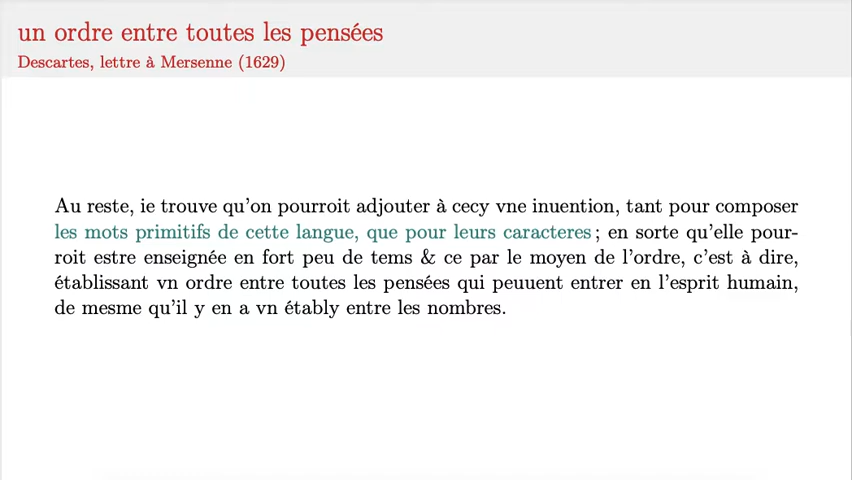 un ordre entre toutes les pensées
Descartes, lettre à Mersenne (1629)
Au reste, ie trouve qu'on pourroit adjouter à cecy vne inuention, tant pour composer
les mots primitifs de cette langue, que pour leurs caracteres ; en sorte qu'elle pour-
roit estre enseignée en fort peu de tems & ce par le moyen de l'ordre, c'est à dire,
établissant vn ordre entre toutes les pensées qui peuuent entrer en l'esprit humain,
de mesme qu'il y en a vn étably entre les nombres.